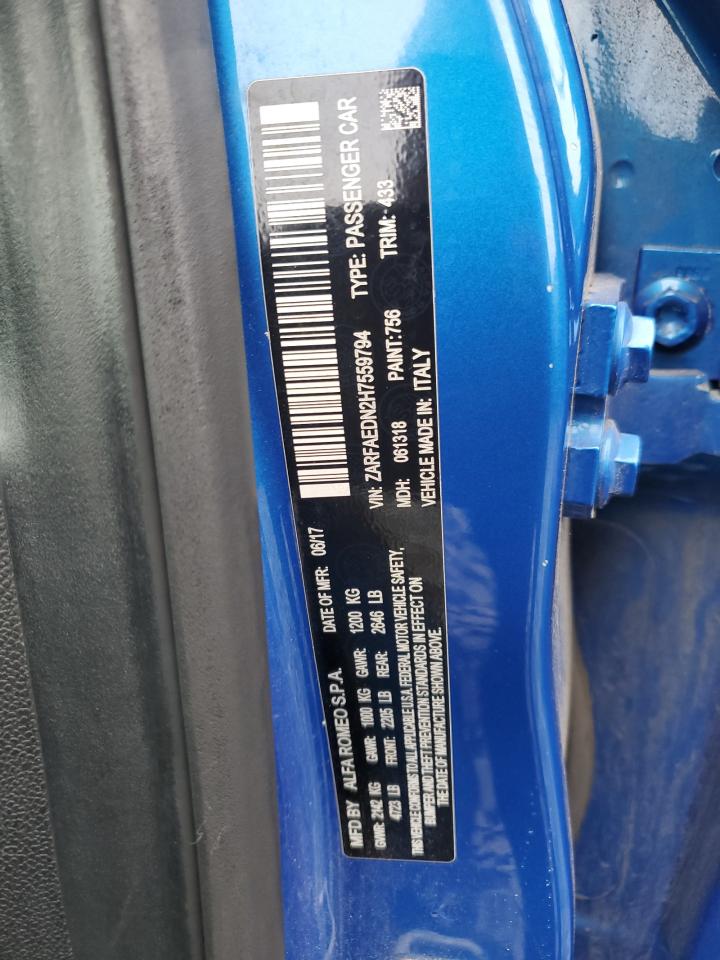 MFD BY ALFA ROMEO S.P.A. DATE OF MFR: 06/17
GVWR: 2142 KG GAWR: 1000 KG GAWR: 1200 KG
4723 LB FRONT: 2205 LB REAR: 2646 LB
THIS VEHICLE CONFORMS TO ALL APPLICABLE U.S.A. FEDERAL MOTOR VEHICLE SAFETY,
BUMPER AND THEFT PREVENTION STANDARDS IN EFFECT ON
THE DATE OF MANUFACTURE SHOWN ABOVE.
VIN: ZARFAEDN2H7559794 TYPE: PASSENGER CAR
MDH: 061318 PAINT:756 TRIM: 433
VEHICLE MADE IN: ITALY